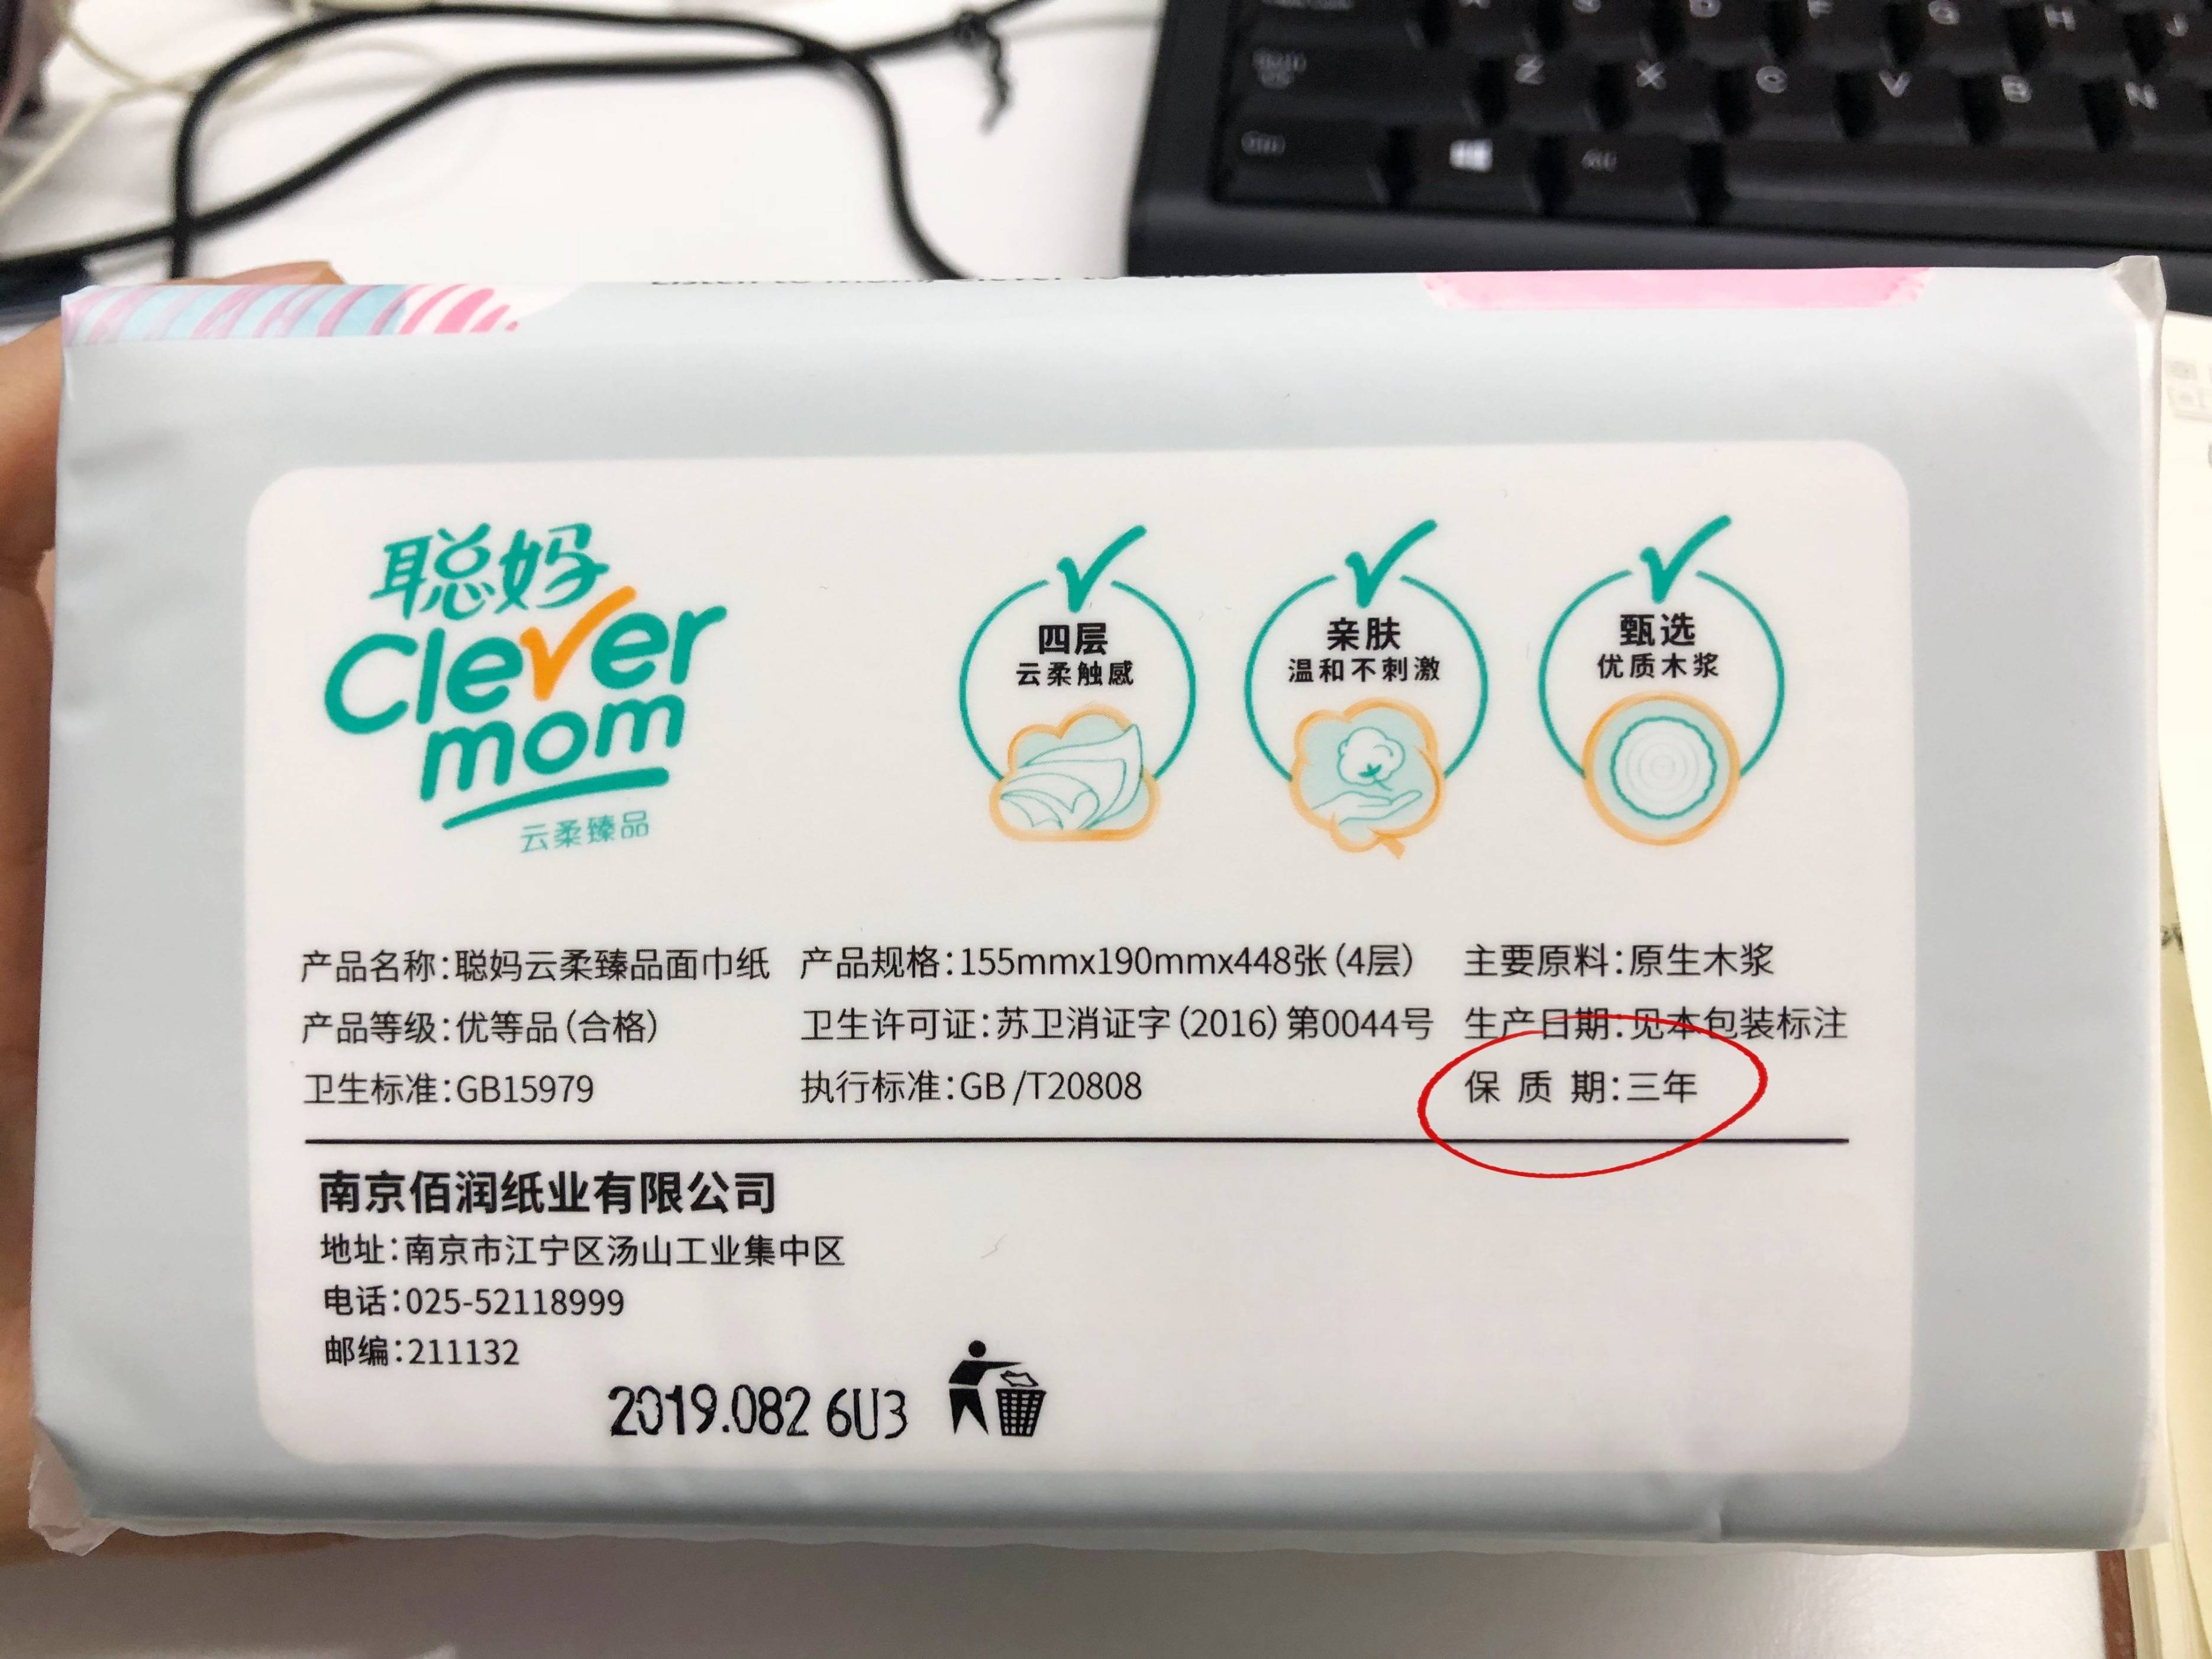 S D F G H J
Z X C V B N
Ctrl Alt
聪妈
Clever
mom
云柔臻品
四层
云柔触感
亲肤
温和不刺激
甄选
优质木浆
产品名称:聪妈云柔臻品面巾纸 产品规格:155mmx190mmx448张(4层) 主要原料:原生木浆
产品等级:优等品(合格) 卫生许可证:苏卫消证字(2016)第0044号 生产日期:见本包装标注
卫生标准:GB15979 执行标准:GB/T20808 保 质 期:三年
南京佰润纸业有限公司
地址:南京市江宁区汤山工业集中区
电话:025-52118999
邮编:211132
2019.082 6U3